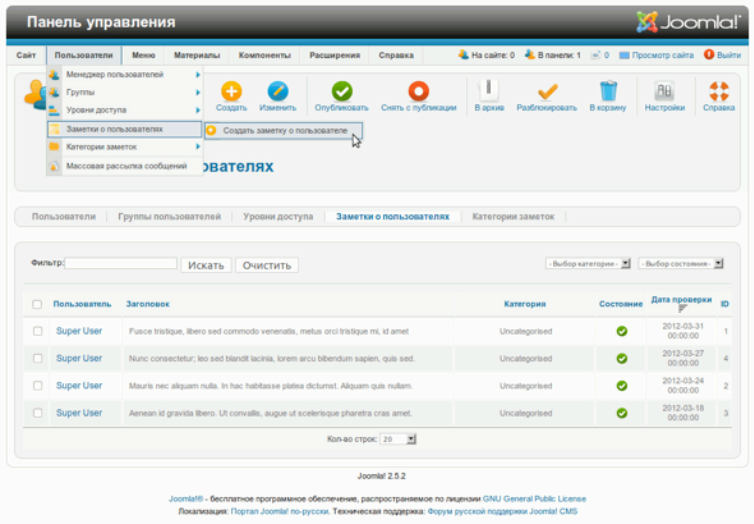 Панель управления
Joomla!
Сайт Пользователи Меню Материалы Компоненты Расширения Справка На сайте: 0 В панели: 1 0 Просмотр сайта Выйти
Менеджер пользователей
Группы
Уровни доступа
Заметки о пользователях
Создать заметку о пользователе
Категории заметок
Массовая рассылка сообщений
Создать Изменить Опубликовать Снять с публикации В архив Разблокировать В корзину Настройки Справка
ователях
Пользователи Группы пользователей Уровни доступа Заметки о пользователях Категории заметок
Фильтр: Искать Очистить - Выбор категории - - Выбор состояния -
Пользователь Заголовок Категория Состояние Дата проверки ID
Super User Fusce tristique, libero sed commodo venenatis, metus orci tristique mi, id amet Uncategorised 2012-03-31 00:00:00 1
Super User Nunc consectetur; leo sed blandit lacinia, lorem arcu bibendum sapien, quis sed. Uncategorised 2012-03-27 00:00:00 4
Super User Mauris nec aliquam nulla. In hac habitasse platea dictumst. Aliquam quis nullam. Uncategorised 2012-03-24 00:00:00 2
Super User Aenean id gravida libero. Ut convallis, augue ut scelerisque pharetra cras amet. Uncategorised 2012-03-18 00:00:00 3
Кол-во строк: 20
Joomla! 2.5.2
Joomla!® - бесплатное программное обеспечение, распространяемое по лицензии GNU General Public License
Локализация: Портал Joomla! по-русски. Техническая поддержка: Форум русской поддержки Joomla! CMS